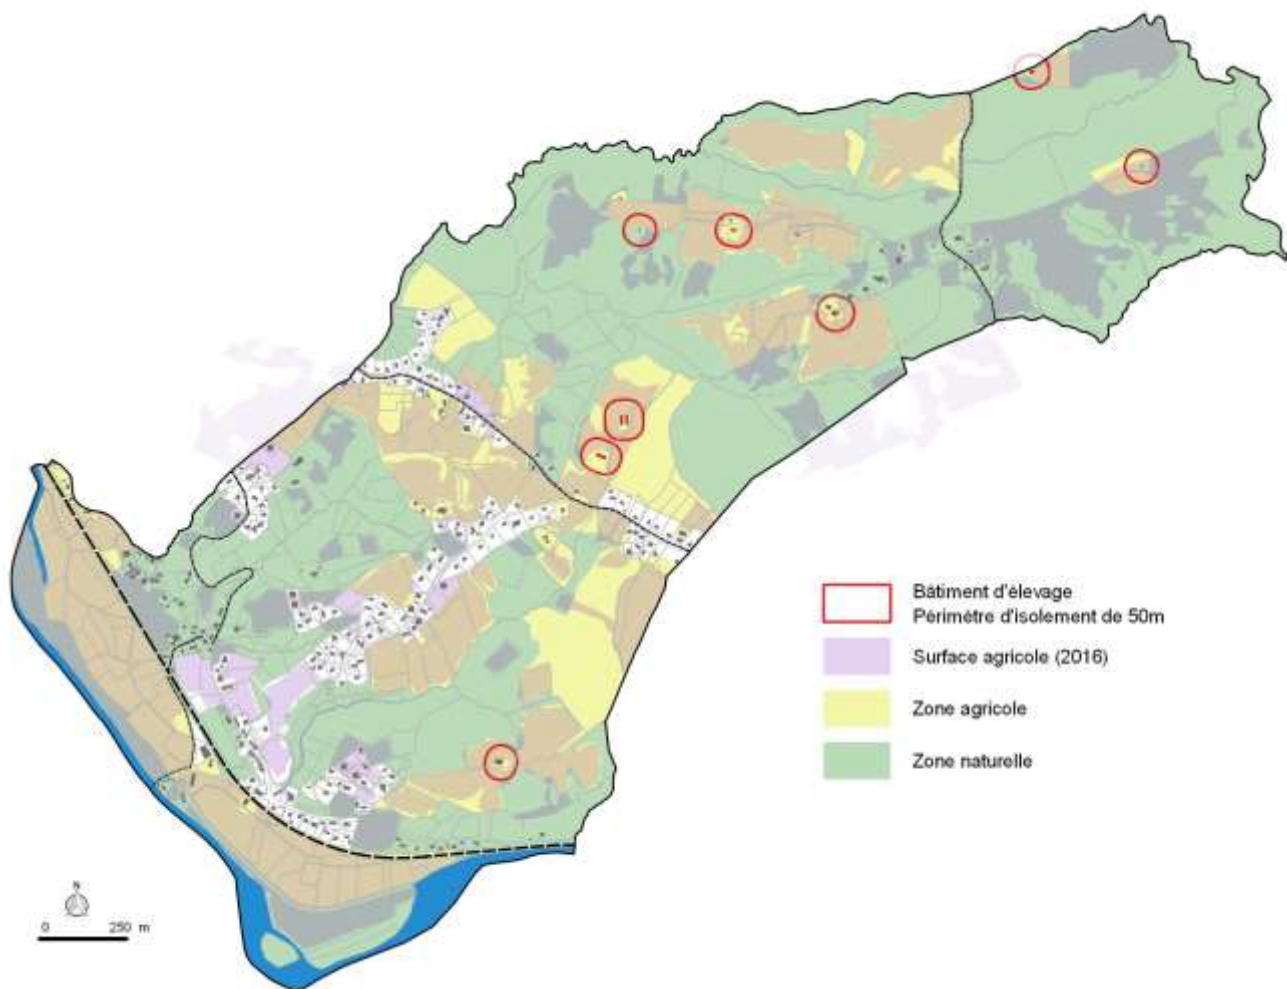 Bâtiment d'élevage
Périmètre d'isolement de 50m
Surface agricole (2016)
Zone agricole
Zone naturelle
N
0 250 m